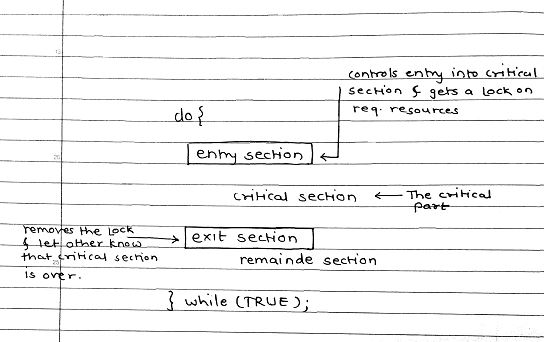 controls entry into critical
section & gets a lock on
req. resources
do {
entry section
critical section ← The critical
part
removes the lock
& let other know
that critical section
is over.
exit section
remainde section
} while (TRUE);